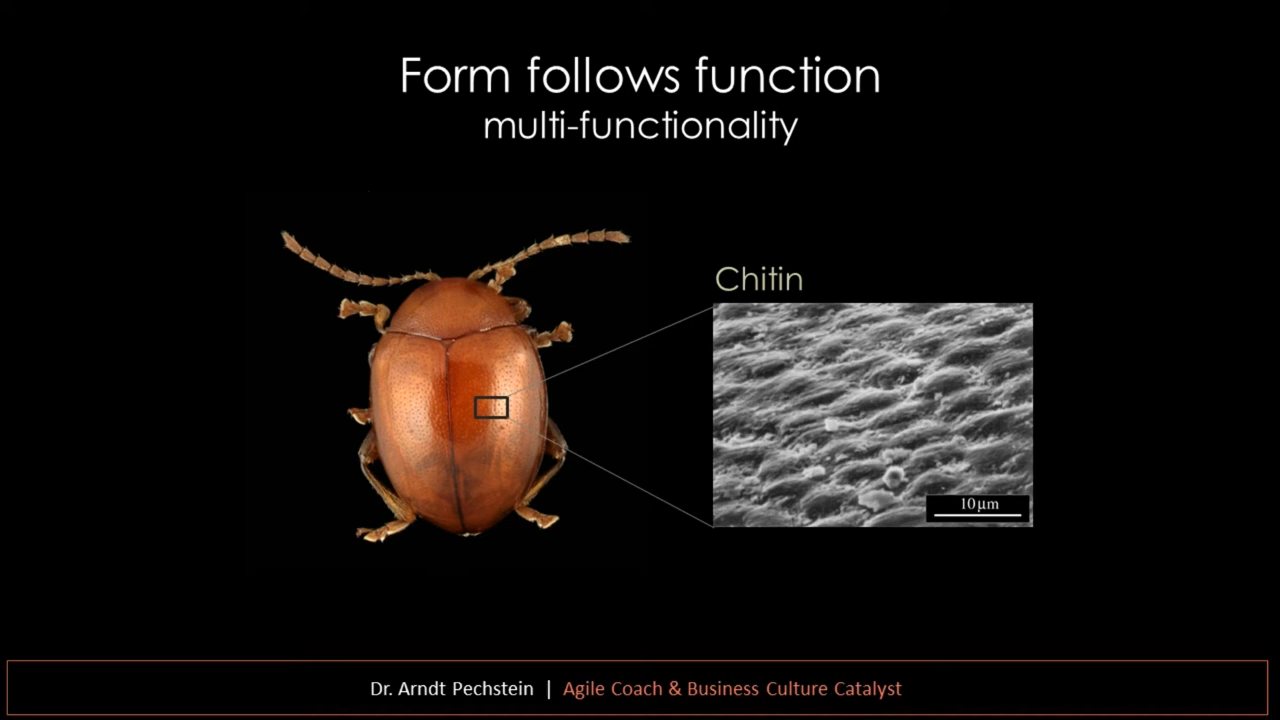 Form follows function
multi-functionality
Chitin
10μm
Dr. Arndt Pechstein | Agile Coach & Business Culture Catalyst